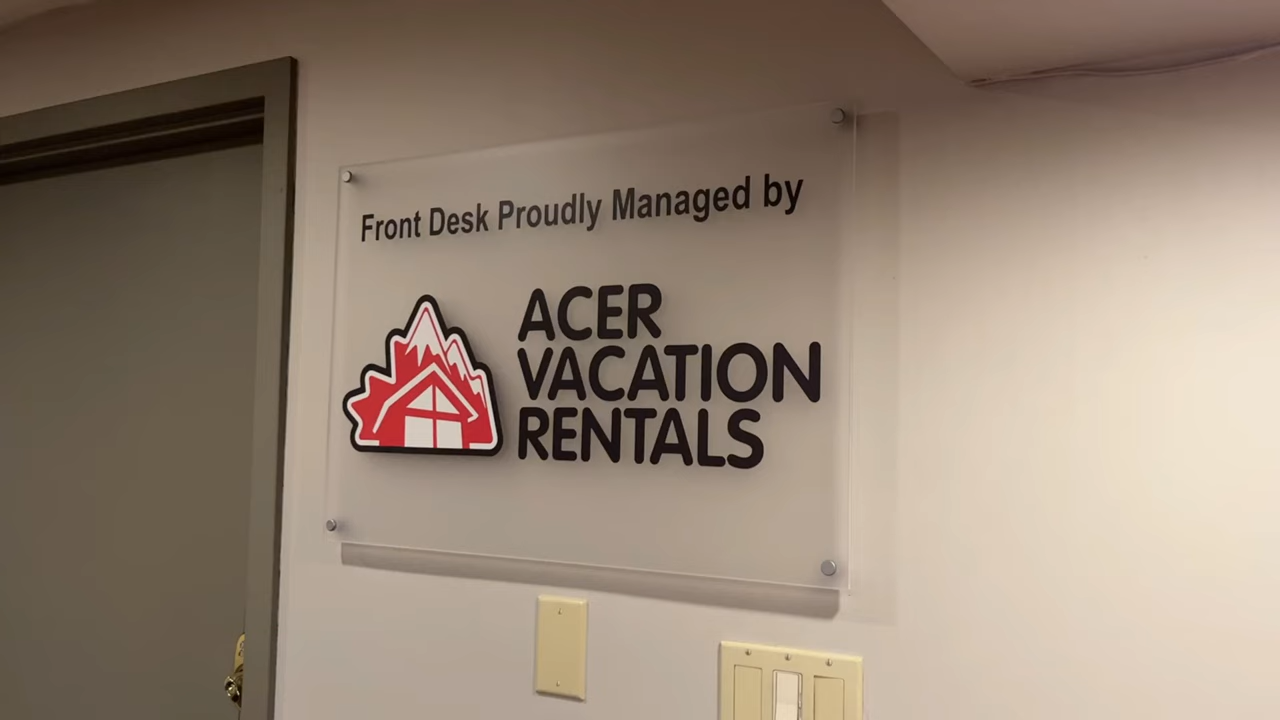 Front Desk Proudly Managed by
ACER
VACATION
RENTALS